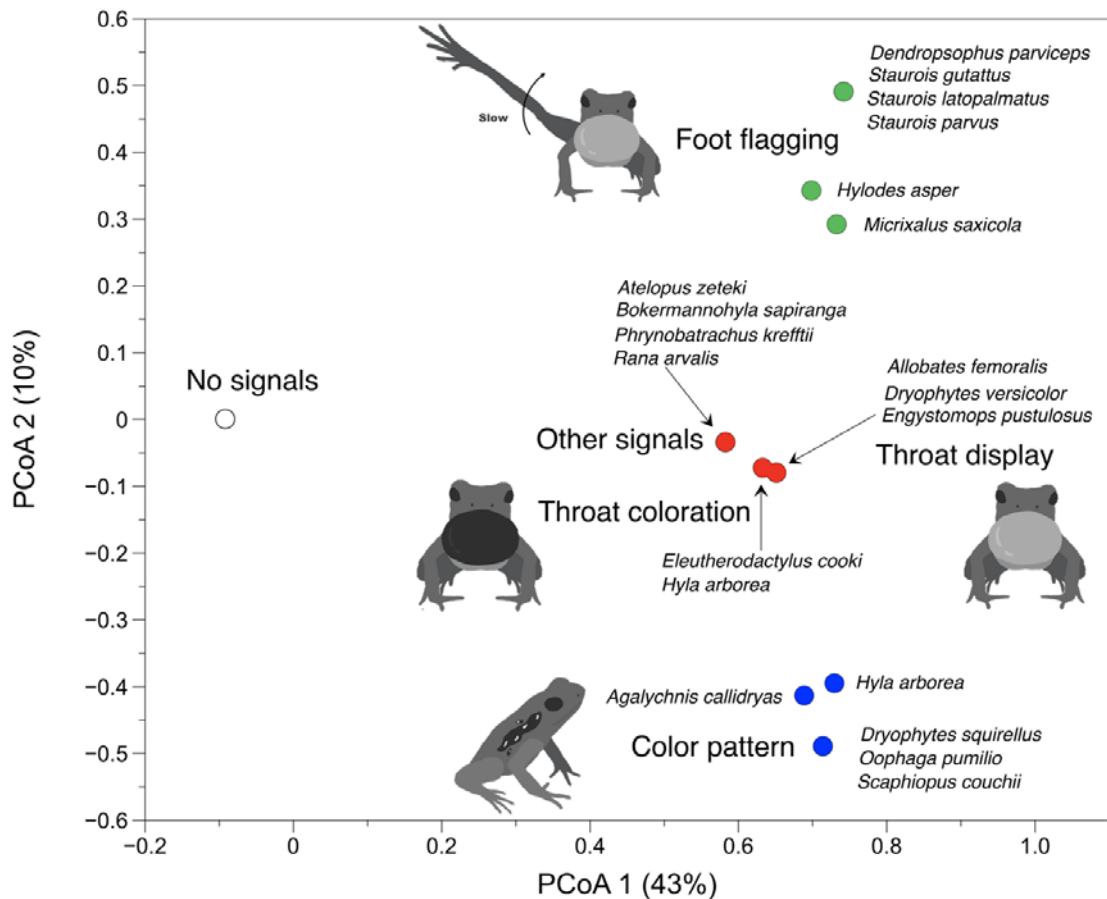 0.6
0.5
0.4
0.3
0.2
0.1
0
−0.1
−0.2
−0.3
−0.4
−0.5
−0.6
PCoA 2 (10%)
Slow
Foot flagging
Dendropsophus parviceps
Staurois gutattus
Staurois latopalmatus
Staurois parvus
Hylodes asper
Micrixalus saxicola
No signals
Atelopus zeteki
Bokermannohyla sapiranga
Phrynobatrachus krefftii
Rana arvalis
Other signals
Allobates femoralis
Dryophytes versicolor
Engystomops pustulosus
Throat display
Throat coloration
Eleutherodactylus cooki
Hyla arborea
Agalychnis callidryas
Hyla arborea
Color pattern
Dryophytes squirellus
Oophaga pumilio
Scaphiopus couchii
−0.2 0 0.2 0.4 0.6 0.8 1.0
PCoA 1 (43%)